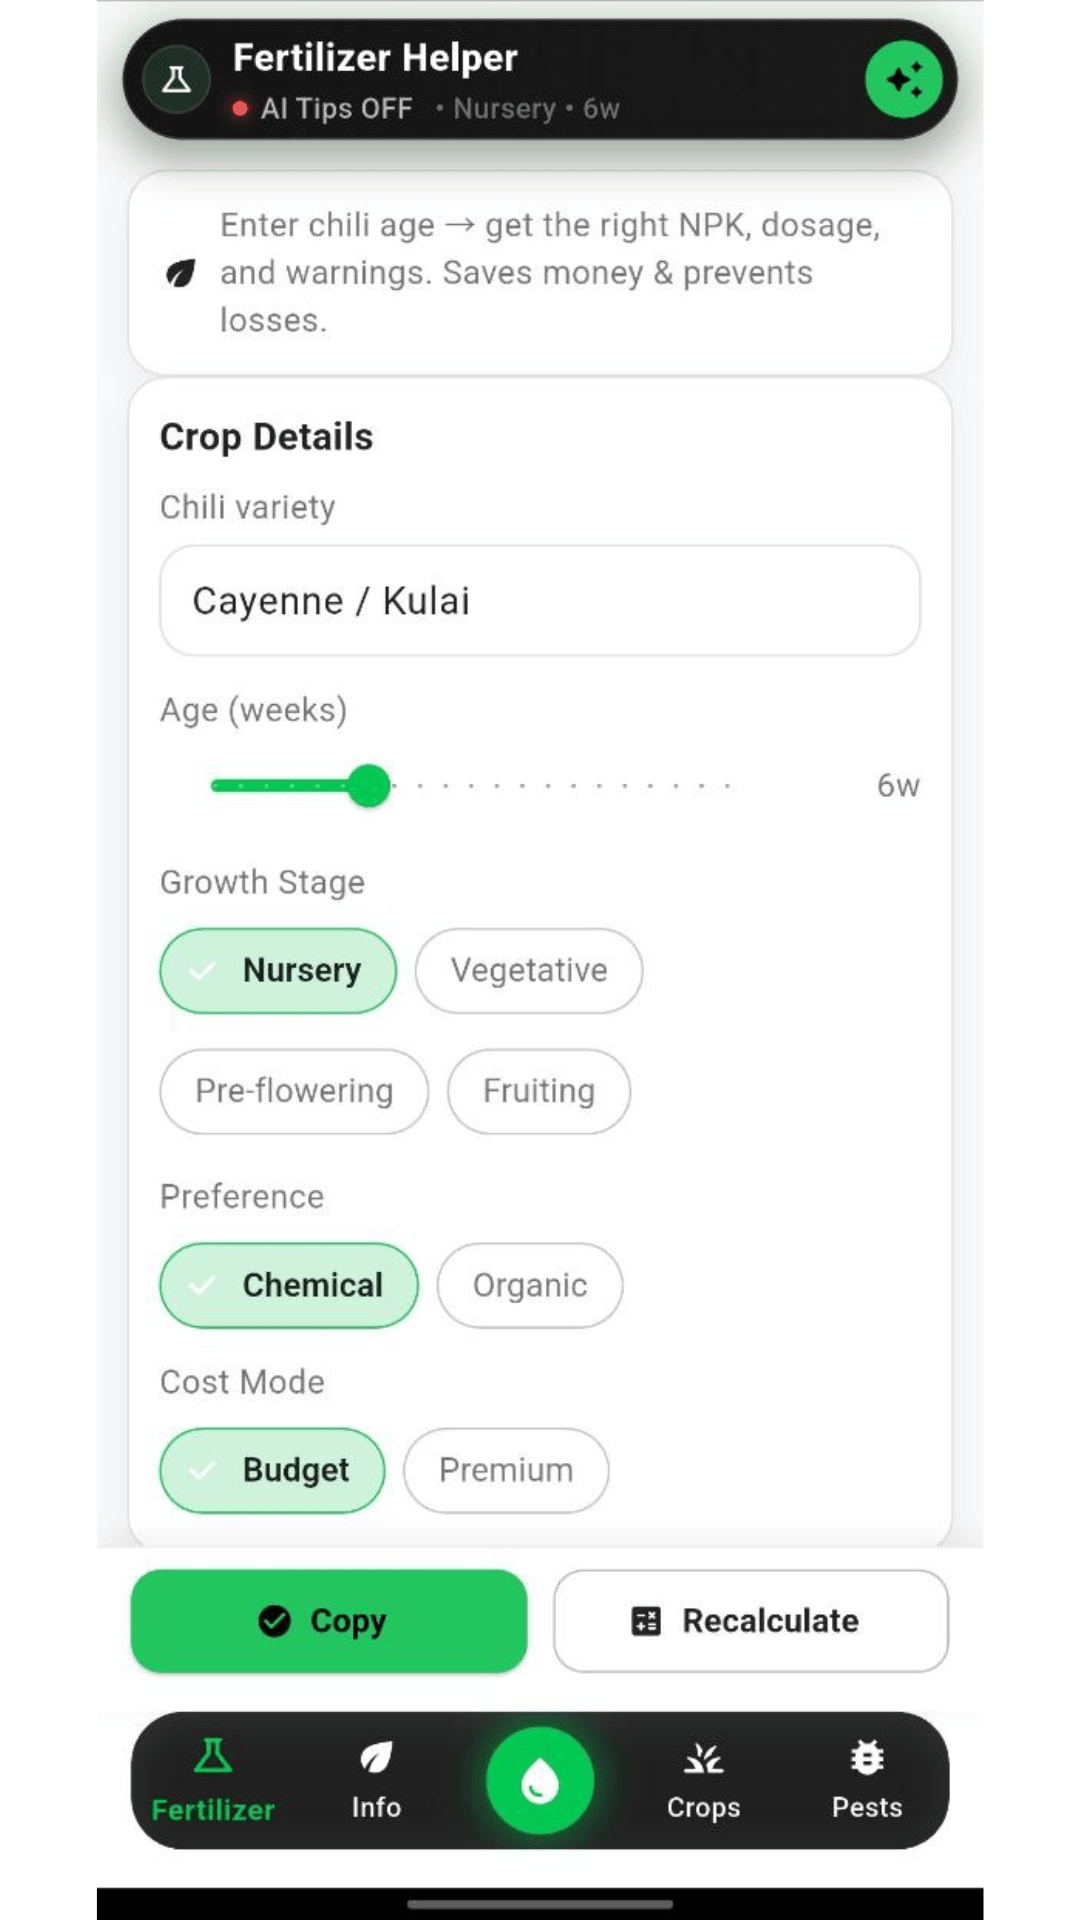 Fertilizer Helper
AI Tips OFF • Nursery • 6w
Enter chili age → get the right NPK, dosage,
and warnings. Saves money & prevents
losses.
Crop Details
Chili variety
Cayenne / Kulai
Age (weeks)
6w
Growth Stage
Nursery Vegetative
Pre-flowering Fruiting
Preference
Chemical Organic
Cost Mode
Budget Premium
Copy Recalculate
Fertilizer Info Crops Pests